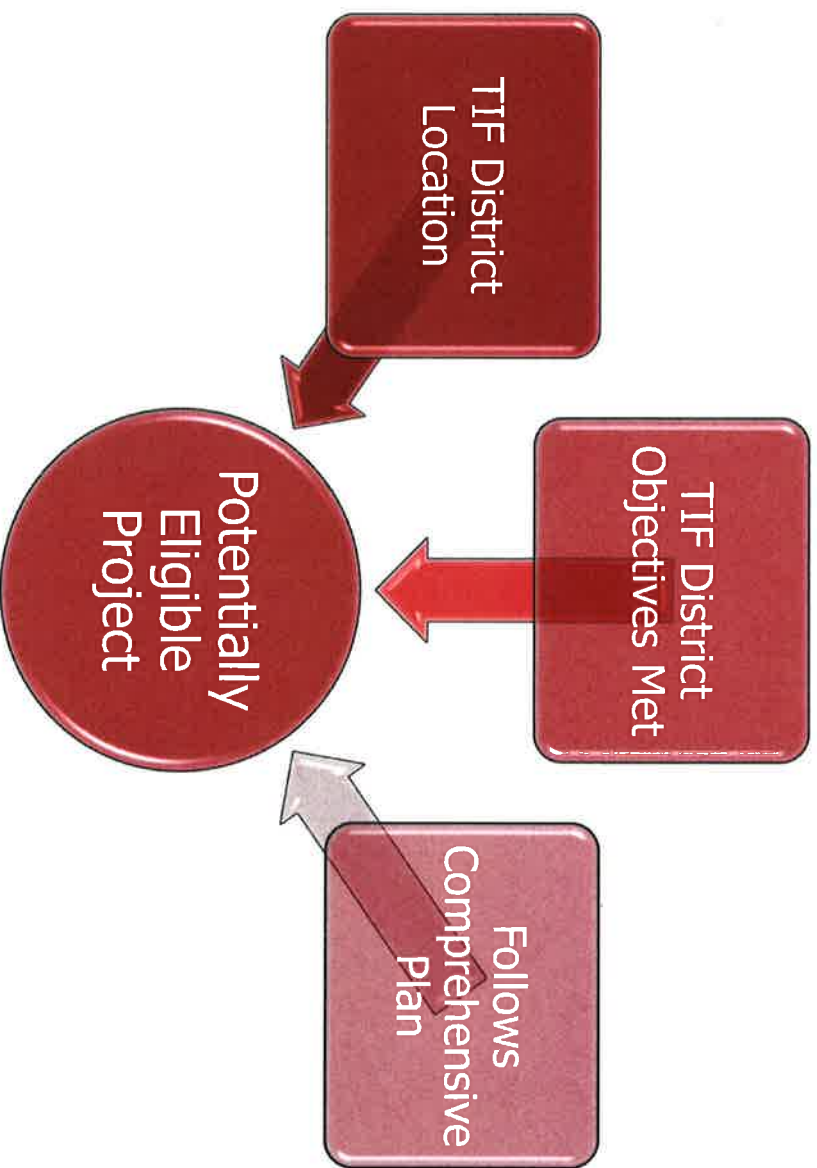 TIF District
Location
TIF District
Objectives Met
Follows
Comprehensive
Plan
Potentially
Eligible
Project